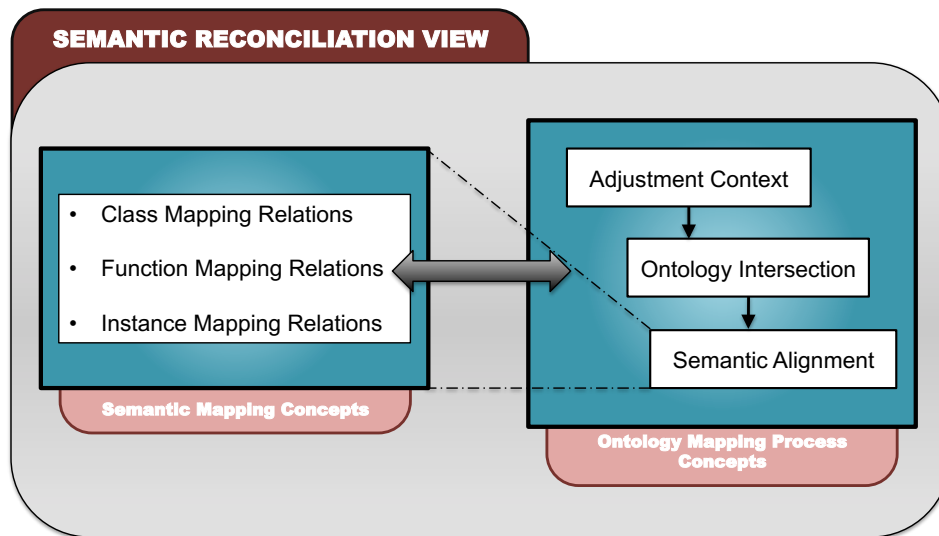 SEMANTIC RECONCILIATION VIEW
• Class Mapping Relations
• Function Mapping Relations
• Instance Mapping Relations
Semantic Mapping Concepts
Adjustment Context
Ontology Intersection
Semantic Alignment
Ontology Mapping Process
Concepts